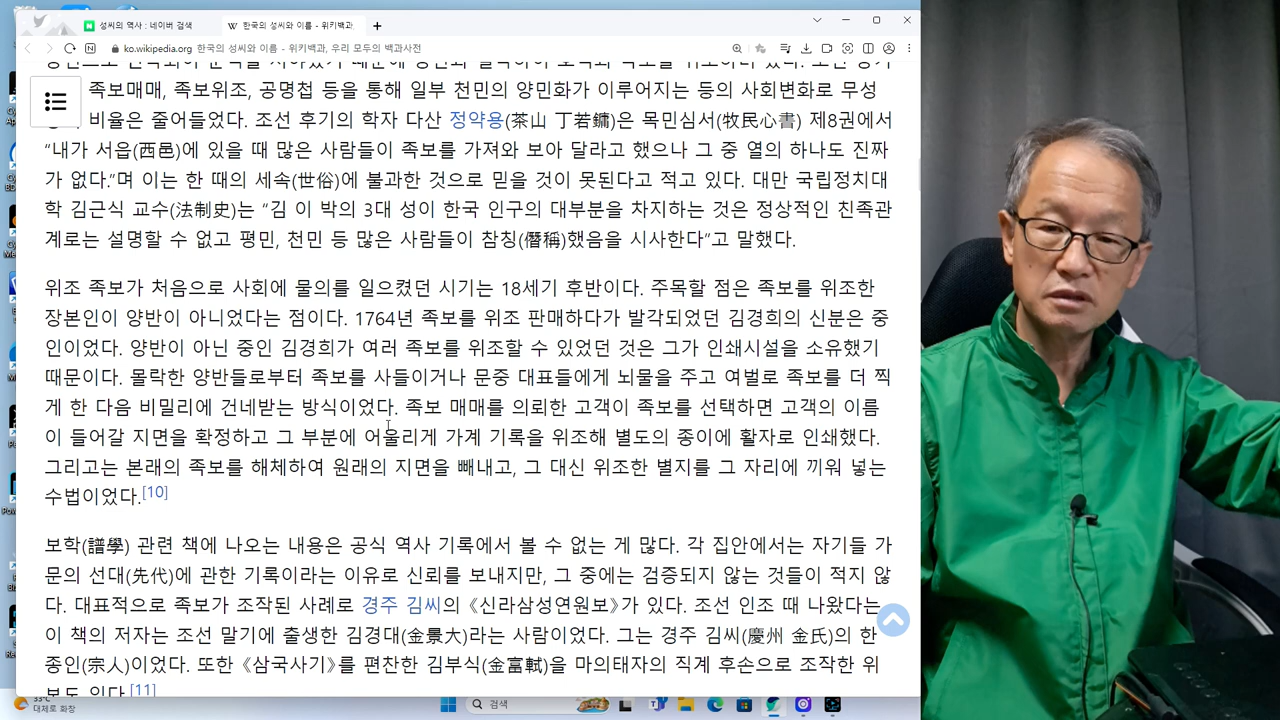 성씨의 역사 : 네이버 검색
한국의 성씨와 이름 - 위키백과,
ko.wikipedia.org 한국의 성씨와 이름 - 위키백과, 우리 모두의 백과사전
족보매매, 족보위조, 공명첩 등을 통해 일부 천민의 양민화가 이루어지는 등의 사회변화로 무성
비율은 줄어들었다. 조선 후기의 학자 다산 정약용(茶山 丁若鏞)은 목민심서(牧民心書) 제8권에서
“내가 서읍(西邑)에 있을 때 많은 사람들이 족보를 가져와 보아 달라고 했으나 그 중 열의 하나도 진짜
가 없다.”며 이는 한 때의 세속(世俗)에 불과한 것으로 믿을 것이 못된다고 적고 있다. 대만 국립정치대
학 김근식 교수(法制史)는 “김 이 박의 3대 성이 한국 인구의 대부분을 차지하는 것은 정상적인 친족관
계로는 설명할 수 없고 평민, 천민 등 많은 사람들이 참칭(僭稱)했음을 시사한다”고 말했다.
위조 족보가 처음으로 사회에 물의를 일으켰던 시기는 18세기 후반이다. 주목할 점은 족보를 위조한
장본인이 양반이 아니었다는 점이다. 1764년 족보를 위조 판매하다가 발각되었던 김경희의 신분은 중
인이었다. 양반이 아닌 중인 김경희가 여러 족보를 위조할 수 있었던 것은 그가 인쇄시설을 소유했기
때문이다. 몰락한 양반들로부터 족보를 사들이거나 문중 대표들에게 뇌물을 주고 여벌로 족보를 더 찍
게 한 다음 비밀리에 건네받는 방식이었다. 족보 매매를 의뢰한 고객이 족보를 선택하면 고객의 이름
이 들어갈 지면을 확정하고 그 부분에 어울리게 가계 기록을 위조해 별도의 종이에 활자로 인쇄했다.
그리고는 본래의 족보를 해체하여 원래의 지면을 빼내고, 그 대신 위조한 별지를 그 자리에 끼워 넣는
수법이었다.[10]
보학(譜學) 관련 책에 나오는 내용은 공식 역사 기록에서 볼 수 없는 게 많다. 각 집안에서는 자기들 가
문의 선대(先代)에 관한 기록이라는 이유로 신뢰를 보내지만, 그 중에는 검증되지 않는 것들이 적지 않
다. 대표적으로 족보가 조작된 사례로 경주 김씨의 《신라삼성연원보》가 있다. 조선 인조 때 나왔다는
이 책의 저자는 조선 말기에 출생한 김경대(金景大)라는 사람이었다. 그는 경주 김씨(慶州 金氏)의 한
종인(宗人)이었다. 또한 《삼국사기》를 편찬한 김부식(金富軾)을 마의태자의 직계 후손으로 조작한 위
보도 있다.[11]
33°C
대체로 화창
검색